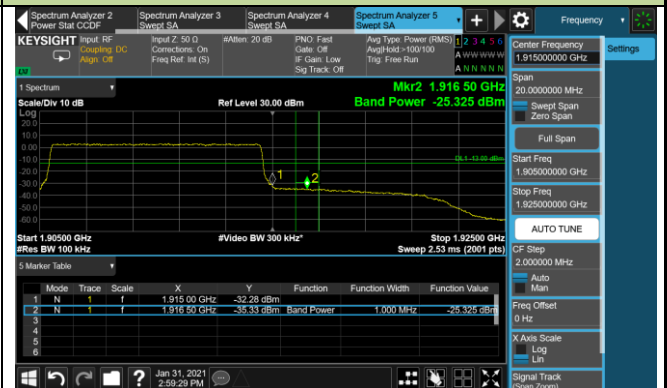 Spectrum Analyzer 2
Power Stat CCDF
Spectrum Analyzer 3
Swept SA
Spectrum Analyzer 4
Swept SA
Spectrum Analyzer 5
Swept SA
Frequency
KEYSIGHT
Input: RF
Coupling: DC
Align: Off
Input Z: 50 Ω
Corrections: On
Freq Ref: Int (S)
#Atten: 20 dB
PNO: Fast
Gate: Off
IF Gain: Low
Sig Track: Off
Avg Type: Power (RMS)
Avg|Hold:>100/100
Trig: Free Run
1 2 3 4 5 6
A W W W W W
A N N N N N
1 Spectrum
Scale/Div 10 dB
Ref Level 30.00 dBm
Mkr2 1.916 50 GHz
Band Power -25.325 dBm
Log
20.0
10.0
0.00
-10.0
-20.0
-30.0
-40.0
-50.0
-60.0
DL1 -13.00 dBm
1
2
Start 1.90500 GHz
#Res BW 100 kHz
#Video BW 300 kHz*
Stop 1.92500 GHz
Sweep 2.53 ms (2001 pts)
5 Marker Table
Mode Trace Scale X Y Function Function Width Function Value
1 N 1 f 1.915 00 GHz -32.28 dBm
2 N 1 f 1.916 50 GHz -35.33 dBm Band Power 1.000 MHz -25.325 dBm
3
4
5
6
Jan 31, 2021
2:59:29 PM
Center Frequency
1.915000000 GHz
Settings
Span
20.0000000 MHz
Swept Span
Zero Span
Full Span
Start Freq
1.905000000 GHz
Stop Freq
1.925000000 GHz
AUTO TUNE
CF Step
2.000000 MHz
Auto
Man
Freq Offset
0 Hz
X Axis Scale
Log
Lin
Signal Track
(Span Zoom)